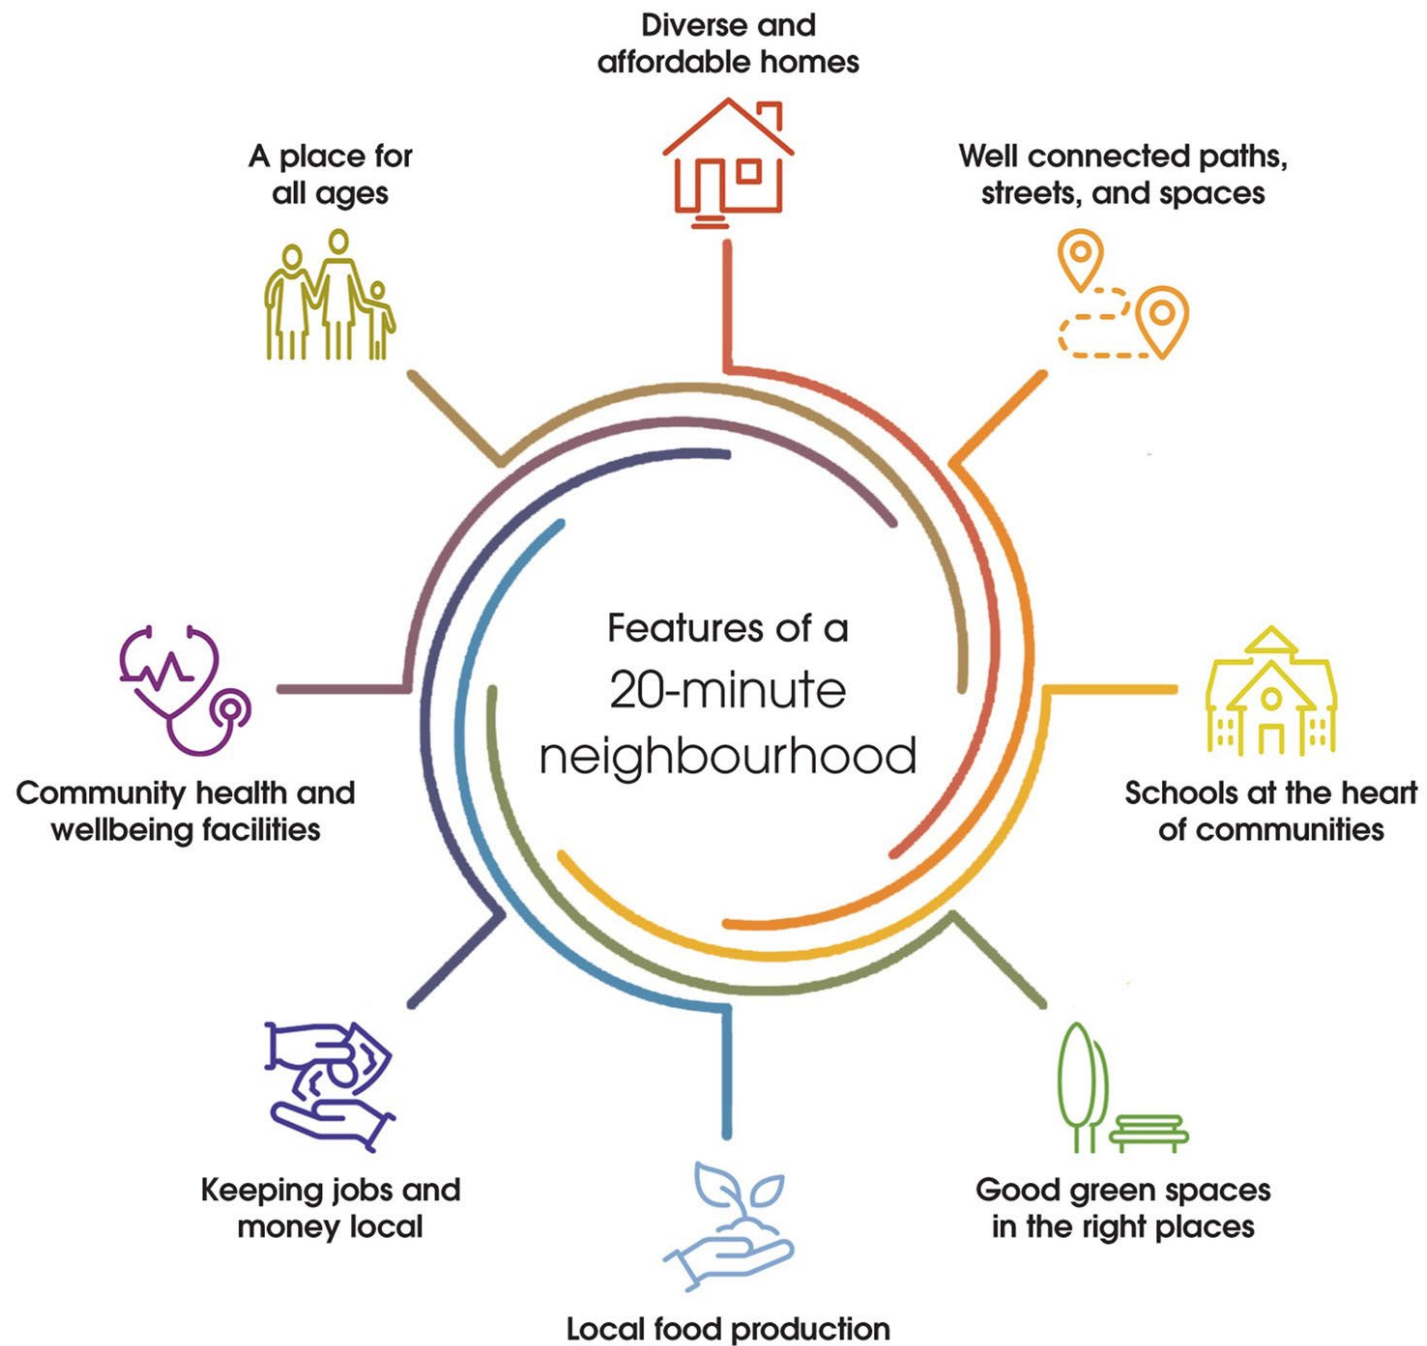 Diverse and
affordable homes
A place for
all ages
Well connected paths,
streets, and spaces
Features of a
20-minute
neighbourhood
Community health and
wellbeing facilities
Schools at the heart
of communities
Keeping jobs and
money local
Good green spaces
in the right places
Local food production